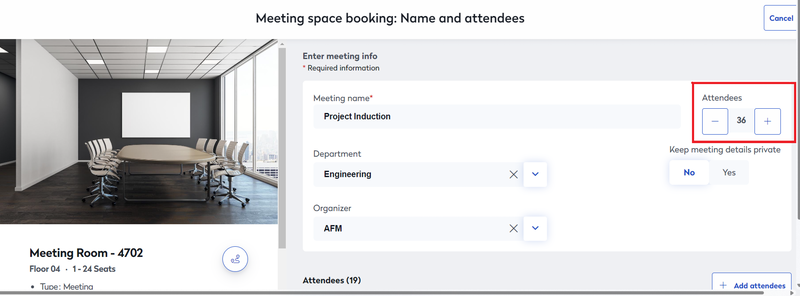 Meeting space booking: Name and attendees
Cancel
Enter meeting info
* Required information
Meeting name*
Project Induction
Attendees
− 36 +
Department
Engineering
Keep meeting details private
No Yes
Organizer
AFM
Meeting Room - 4702
Floor 04 · 1 - 24 Seats
• Type: Meeting
Attendees (19)
+ Add attendees